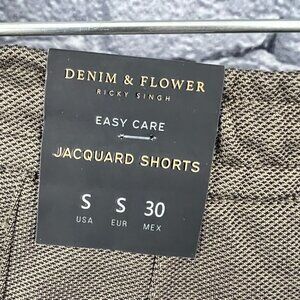 DENIM & FLOWER
RICKY SINGH
EASY CARE
JACQUARD SHORTS
S S 30
USA EUR MEX